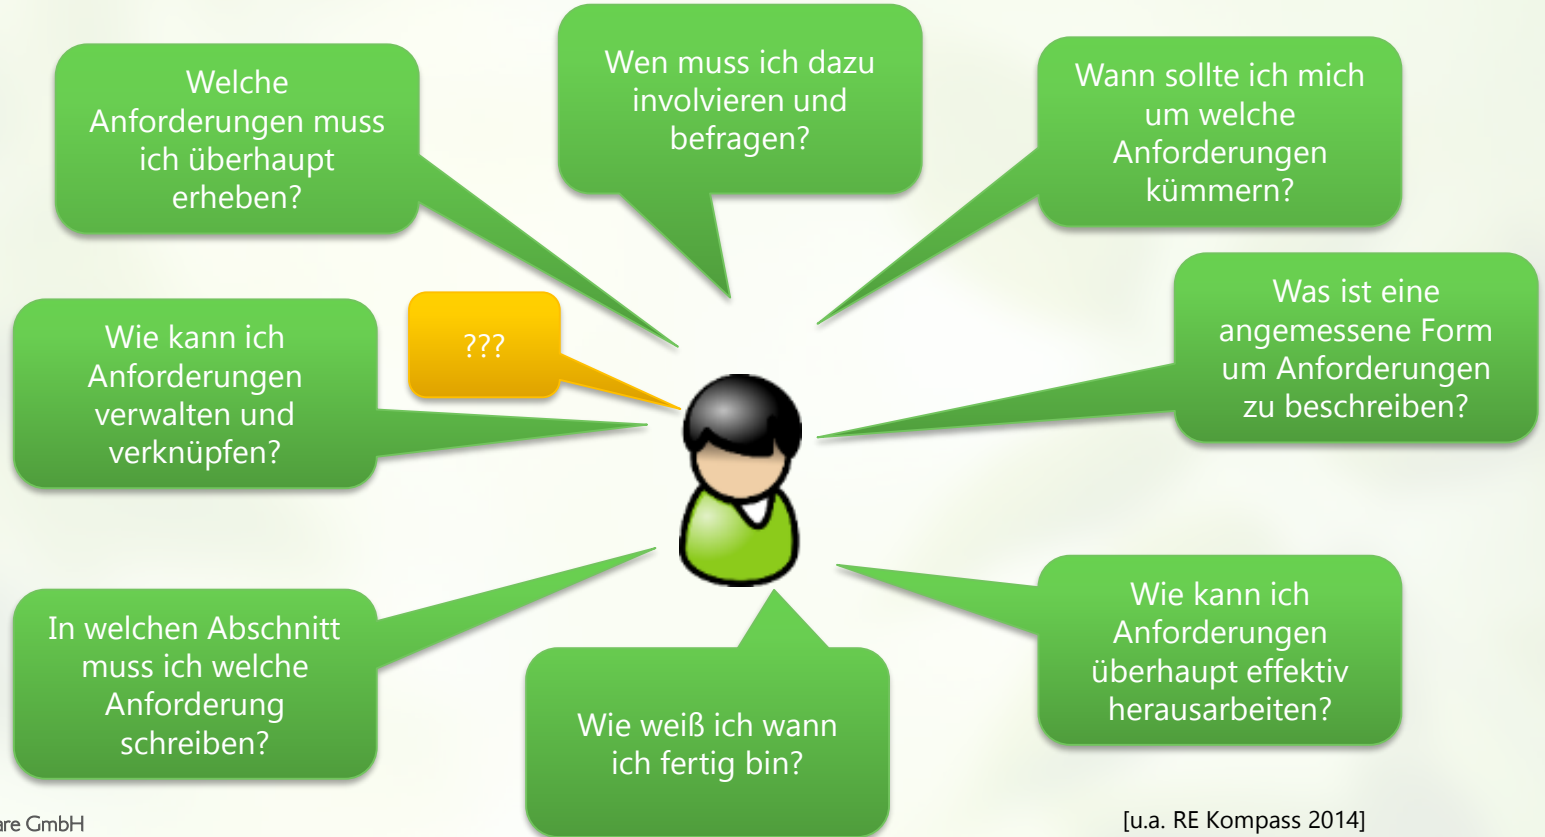 Welche
Anforderungen muss
ich überhaupt
erheben?
Wen muss ich dazu
involvieren und
befragen?
Wann sollte ich mich
um welche
Anforderungen
kümmern?
Wie kann ich
Anforderungen
verwalten und
verknüpfen?
???
Was ist eine
angemessene Form
um Anforderungen
zu beschreiben?
In welchen Abschnitt
muss ich welche
Anforderung
schreiben?
Wie weiß ich wann
ich fertig bin?
Wie kann ich
Anforderungen
überhaupt effektiv
herausarbeiten?
GmbH
[u.a. RE Kompass 2014]